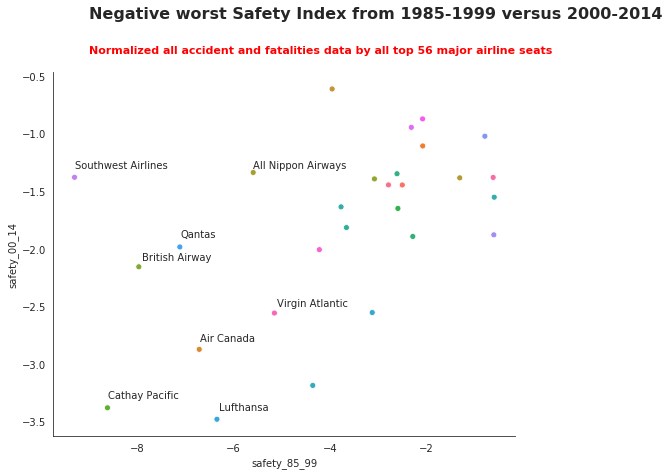 Negative worst Safety Index from 1985-1999 versus 2000-2014
Normalized all accident and fatalities data by all top 56 major airline seats
−0.5
−1.0
Southwest Airlines
All Nippon Airways
−1.5
Qantas
−2.0
British Airway
safety_00_14
−2.5
Virgin Atlantic
Air Canada
−3.0
Cathay Pacific
Lufthansa
−3.5
−8
−6
−4
−2
safety_85_99